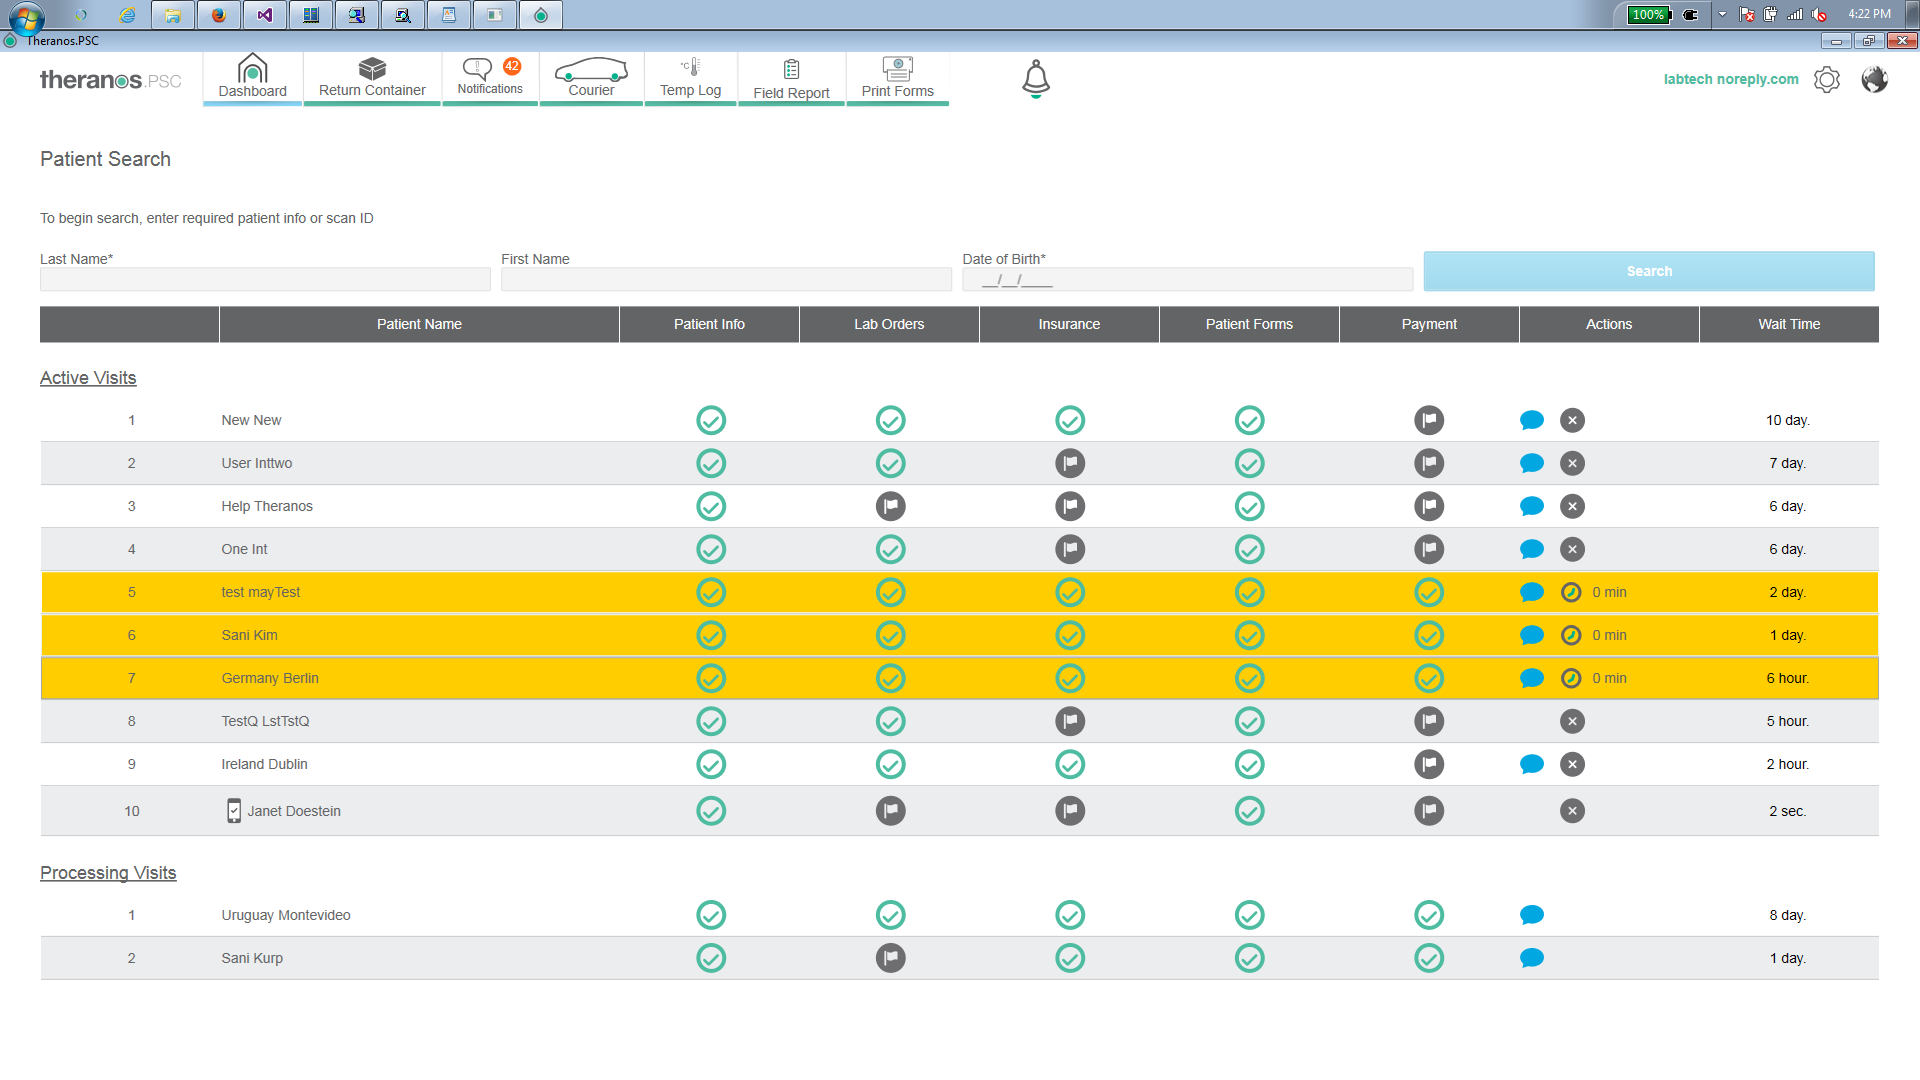 100%
4:22 PM
Theranos.PSC
theranos.PSC
Dashboard
Return Container
42
Notifications
Courier
°C
Temp Log
Field Report
Print Forms
labtech noreply.com
Patient Search
To begin search, enter required patient info or scan ID
Last Name*
First Name
Date of Birth*
__/__/____
Search
Patient Name Patient Info Lab Orders Insurance Patient Forms Payment Actions Wait Time
Active Visits
1 New New 10 day.
2 User Inttwo 7 day.
3 Help Theranos 6 day.
4 One Int 6 day.
5 test mayTest 0 min 2 day.
6 Sani Kim 0 min 1 day.
7 Germany Berlin 0 min 6 hour.
8 TestQ LstTstQ 5 hour.
9 Ireland Dublin 2 hour.
10 Janet Doestein 2 sec.
Processing Visits
1 Uruguay Montevideo 8 day.
2 Sani Kurp 1 day.